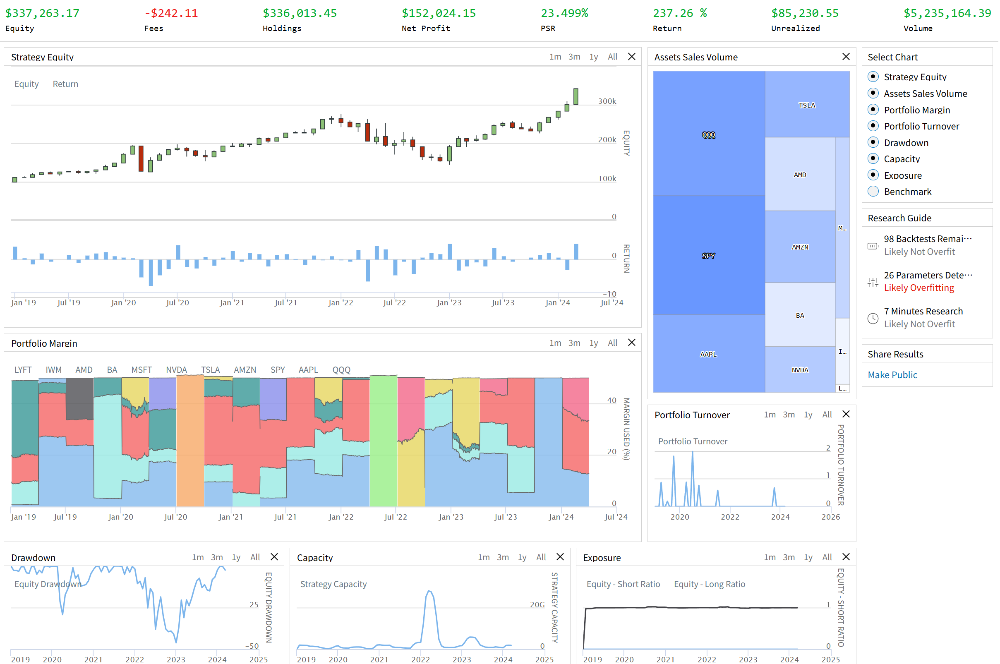 $337,263.17 -$242.11 $336,013.45 $152,024.15 23.499% 237.26 % $85,230.55 $5,235,164.39
Equity Fees Holdings Net Profit PSR Return Unrealized Volume
Strategy Equity 1m 3m 1y All
Equity Return
300k
200k
100k
0
EQUITY
0
-10
RETURN
Jan '19 Jul '19 Jan '20 Jul '20 Jan '21 Jul '21 Jan '22 Jul '22 Jan '23 Jul '23 Jan '24 Jul '24
Assets Sales Volume
QQQ
SPY
AAPL
TSLA
AMD
AMZN
BA
NVDA
M...
I...
L...
Select Chart
Strategy Equity
Assets Sales Volume
Portfolio Margin
Portfolio Turnover
Drawdown
Capacity
Exposure
Benchmark
Research Guide
98 Backtests Remai···
Likely Not Overfit
26 Parameters Dete···
Likely Overfitting
7 Minutes Research
Likely Not Overfit
Share Results
Make Public
Portfolio Margin 1m 3m 1y All
LYFT IWM AMD BA MSFT NVDA TSLA AMZN SPY AAPL QQQ
40
20
0
MARGIN USED (%)
Jan '19 Jul '19 Jan '20 Jul '20 Jan '21 Jul '21 Jan '22 Jul '22 Jan '23 Jul '23 Jan '24 Jul '24
Portfolio Turnover 1m 3m 1y All
Portfolio Turnover
2
1
0
PORTFOLIO TURNOVER
2020 2022 2024 2026
Drawdown 1m 3m 1y All
Equity Drawdown
-25
-50
EQUITY DRAWDOWN
2019 2020 2021 2022 2023 2024 2025
Capacity 1m 3m 1y All
Strategy Capacity
20G
0
STRATEGY CAPACITY
2019 2020 2021 2022 2023 2024 2025
Exposure 1m 3m 1y All
Equity - Short Ratio Equity - Long Ratio
1
0
EQUITY - SHORT RATIO
2019 2020 2021 2022 2023 2024 2025